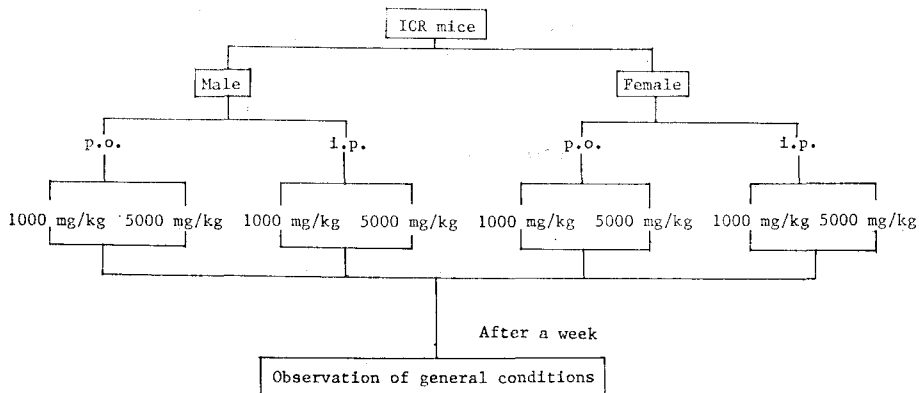 ICR mice
Male Female
p.o. i.p. p.o. i.p.
1000 mg/kg 5000 mg/kg 1000 mg/kg 5000 mg/kg 1000 mg/kg 5000 mg/kg 1000 mg/kg 5000 mg/kg
After a week
Observation of general conditions